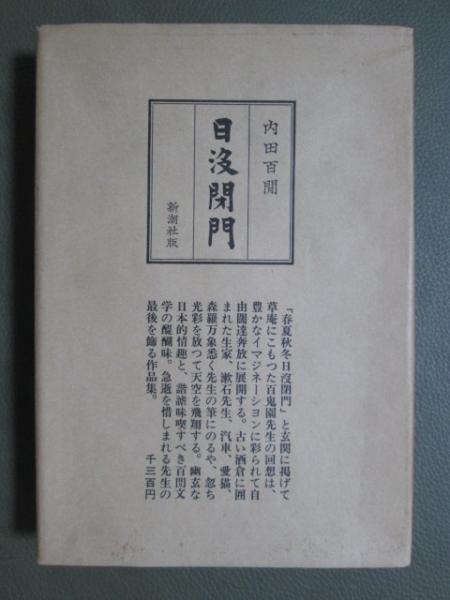 内田百閒
日没閉門
新潮社版
「春夏秋冬日没閉門」と玄関に掲げて
草庵にこもつた百鬼園先生の回想は、
豊かなイマジネーションに彩られて自
由闊達奔放に展開する。古い酒倉に囲
まれた生家、漱石先生、汽車、愛猫、
森羅万象悉く先生の筆にのるや、忽ち
光彩を放つて天空を飛翔する。幽玄な
日本的情趣と、諧謔味喫すべき百閒文
学の醍醐味。急逝を惜しまれる先生の
最後を飾る作品集。
千三百円